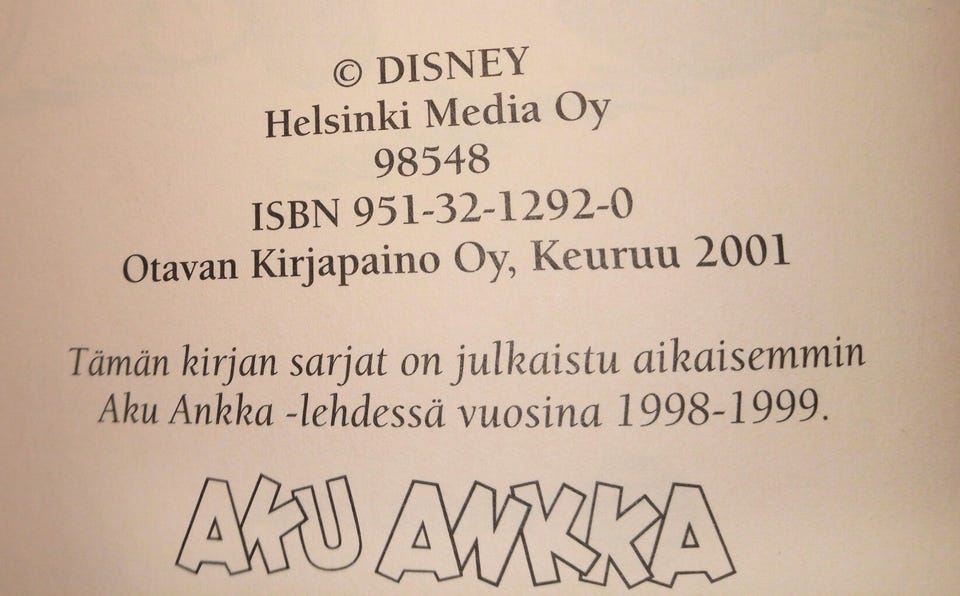 © DISNEY
Helsinki Media Oy
98548
ISBN 951-32-1292-0
Otavan Kirjapaino Oy, Keuruu 2001
Tämän kirjan sarjat on julkaistu aikaisemmin
Aku Ankka -lehdessä vuosina 1998-1999.
AKU ANKKA